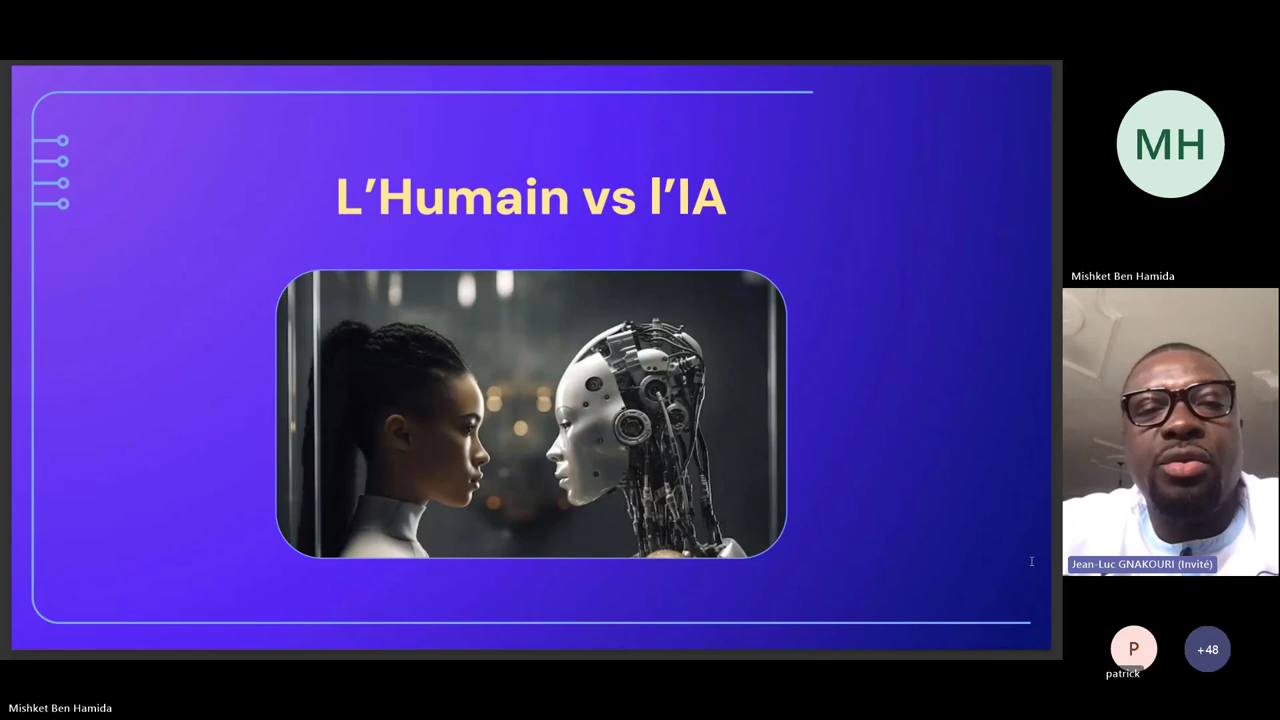 L’Humain vs l’IA
MH
Mishket Ben Hamida
Jean-Luc GNAKOURI (Invité)
P
+48
patrick
Mishket Ben Hamida